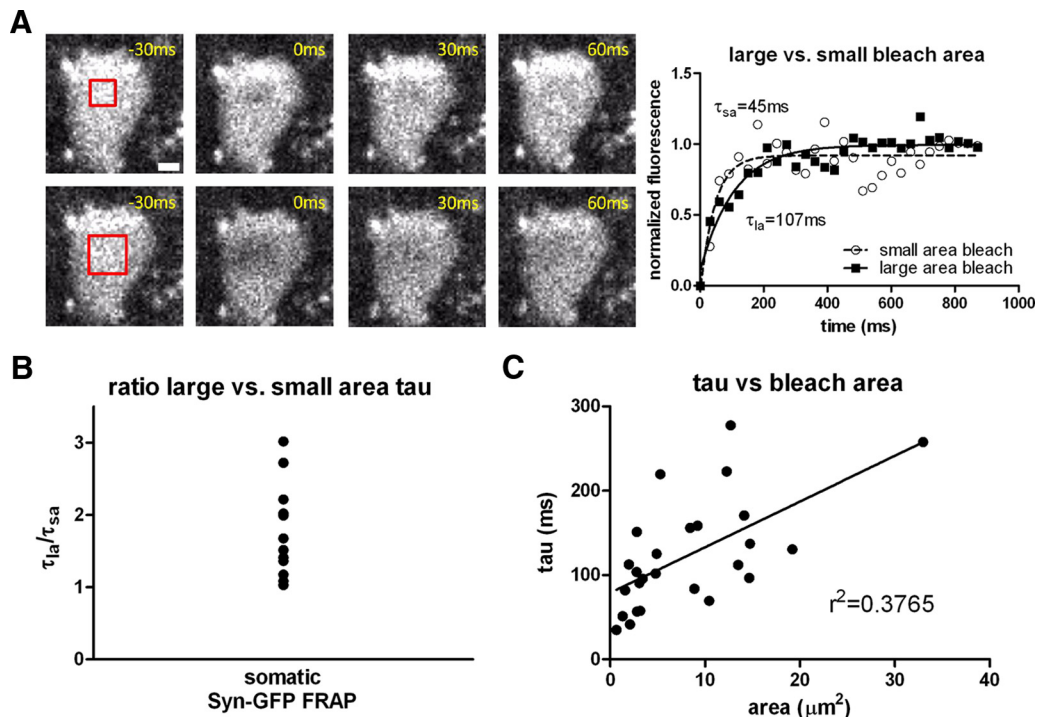 A
-30ms
0ms
30ms
60ms
-30ms
0ms
30ms
60ms
large vs. small bleach area
normalized fluorescence
1.5
1.0
0.5
0.0
τsa=45ms
τla=107ms
small area bleach
large area bleach
0
200
400
600
800
1000
time (ms)
B
ratio large vs. small area tau
τla/τsa
3
2
1
0
somatic
Syn-GFP FRAP
C
tau vs bleach area
tau (ms)
300
200
100
0
r²=0.3765
0
10
20
30
40
area (μm²)